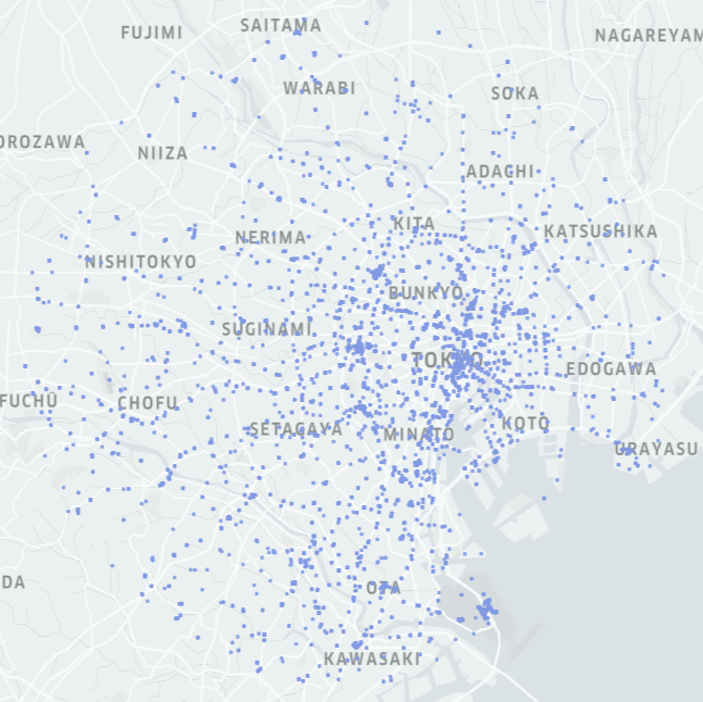 SAITAMA
FUJIMI
NAGAREYAM
WARABI
SOKA
OROZAWA
NIIZA
ADACHI
KITA
KATSUSHIKA
NERIMA
NISHITOKYO
BUNKYO
SUGINAMI
TOKYO
EDOGAWA
FUCHŪ
CHOFU
SETAGAYA
MINATO
KOTO
URAYASU
DA
OTA
KAWASAKI